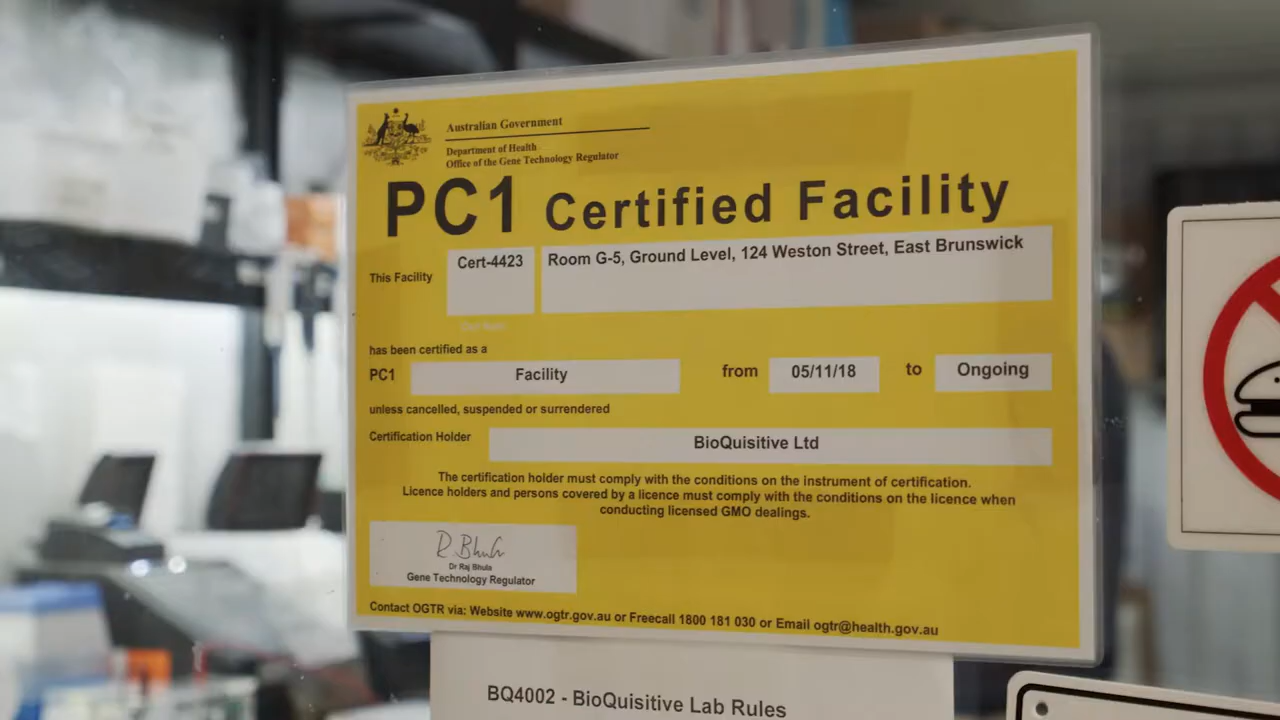 Australian Government
Department of Health
Office of the Gene Technology Regulator
PC1 Certified Facility
This Facility
Cert-4423
Room G-5, Ground Level, 124 Weston Street, East Brunswick
has been certified as a
PC1 Facility from 05/11/18 to Ongoing
unless cancelled, suspended or surrendered
Certification Holder BioQuisitive Ltd
The certification holder must comply with the conditions on the instrument of certification.
Licence holders and persons covered by a licence must comply with the conditions on the licence when
conducting licensed GMO dealings.
R Bhula
Dr Raj Bhula
Gene Technology Regulator
Contact OGTR via: Website www.ogtr.gov.au or Freecall 1800 181 030 or Email ogtr@health.gov.au
BQ4002 - BioQuisitive Lab Rules